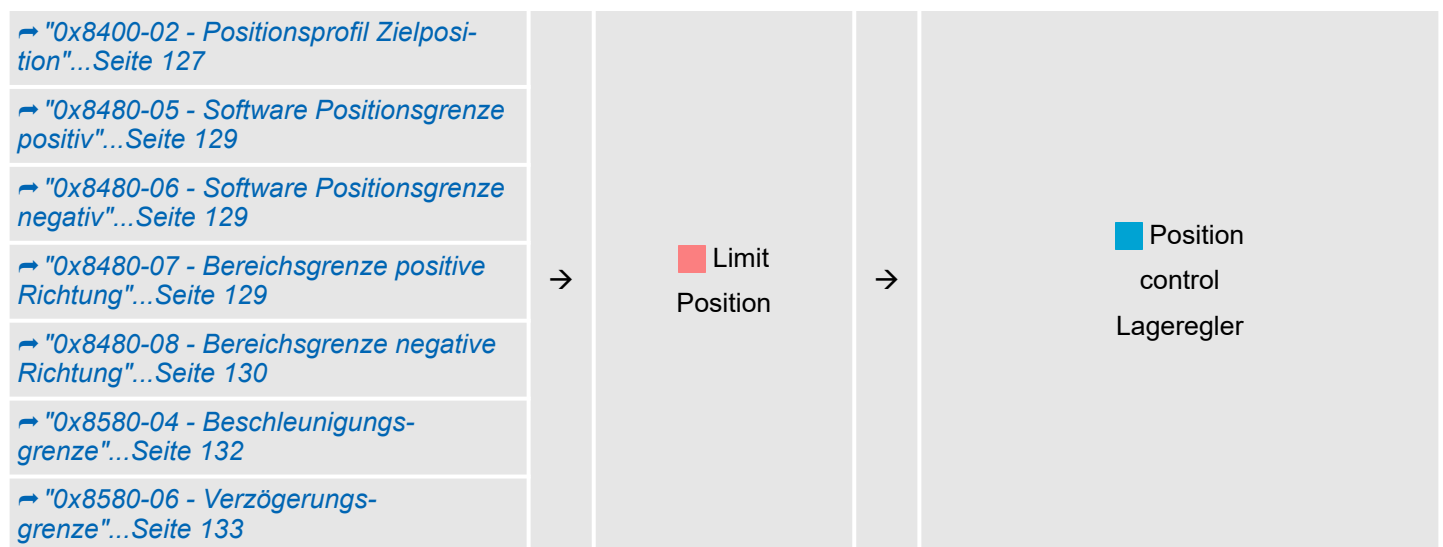 ➦ "0x8400-02 - Positionsprofil Zielposi-
tion"...Seite 127
➦ "0x8480-05 - Software Positionsgrenze
positiv"...Seite 129
➦ "0x8480-06 - Software Positionsgrenze
negativ"...Seite 129
➦ "0x8480-07 - Bereichsgrenze positive
Richtung"...Seite 129
➦ "0x8480-08 - Bereichsgrenze negative
Richtung"...Seite 130
➦ "0x8580-04 - Beschleunigungs-
grenze"...Seite 132
➦ "0x8580-06 - Verzögerungs-
grenze"...Seite 133
→
Limit
Position
→
Position
control
Lageregler